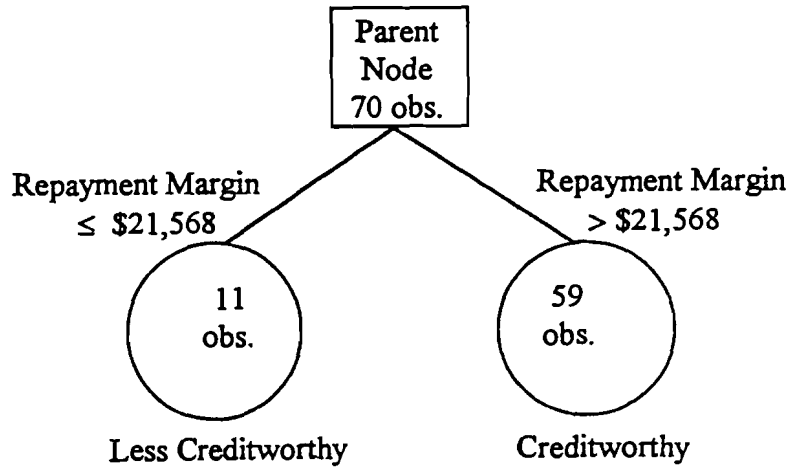 Parent
Node
70 obs.
Repayment Margin
≤ $21,568
Repayment Margin
> $21,568
11
obs.
59
obs.
Less Creditworthy
Creditworthy